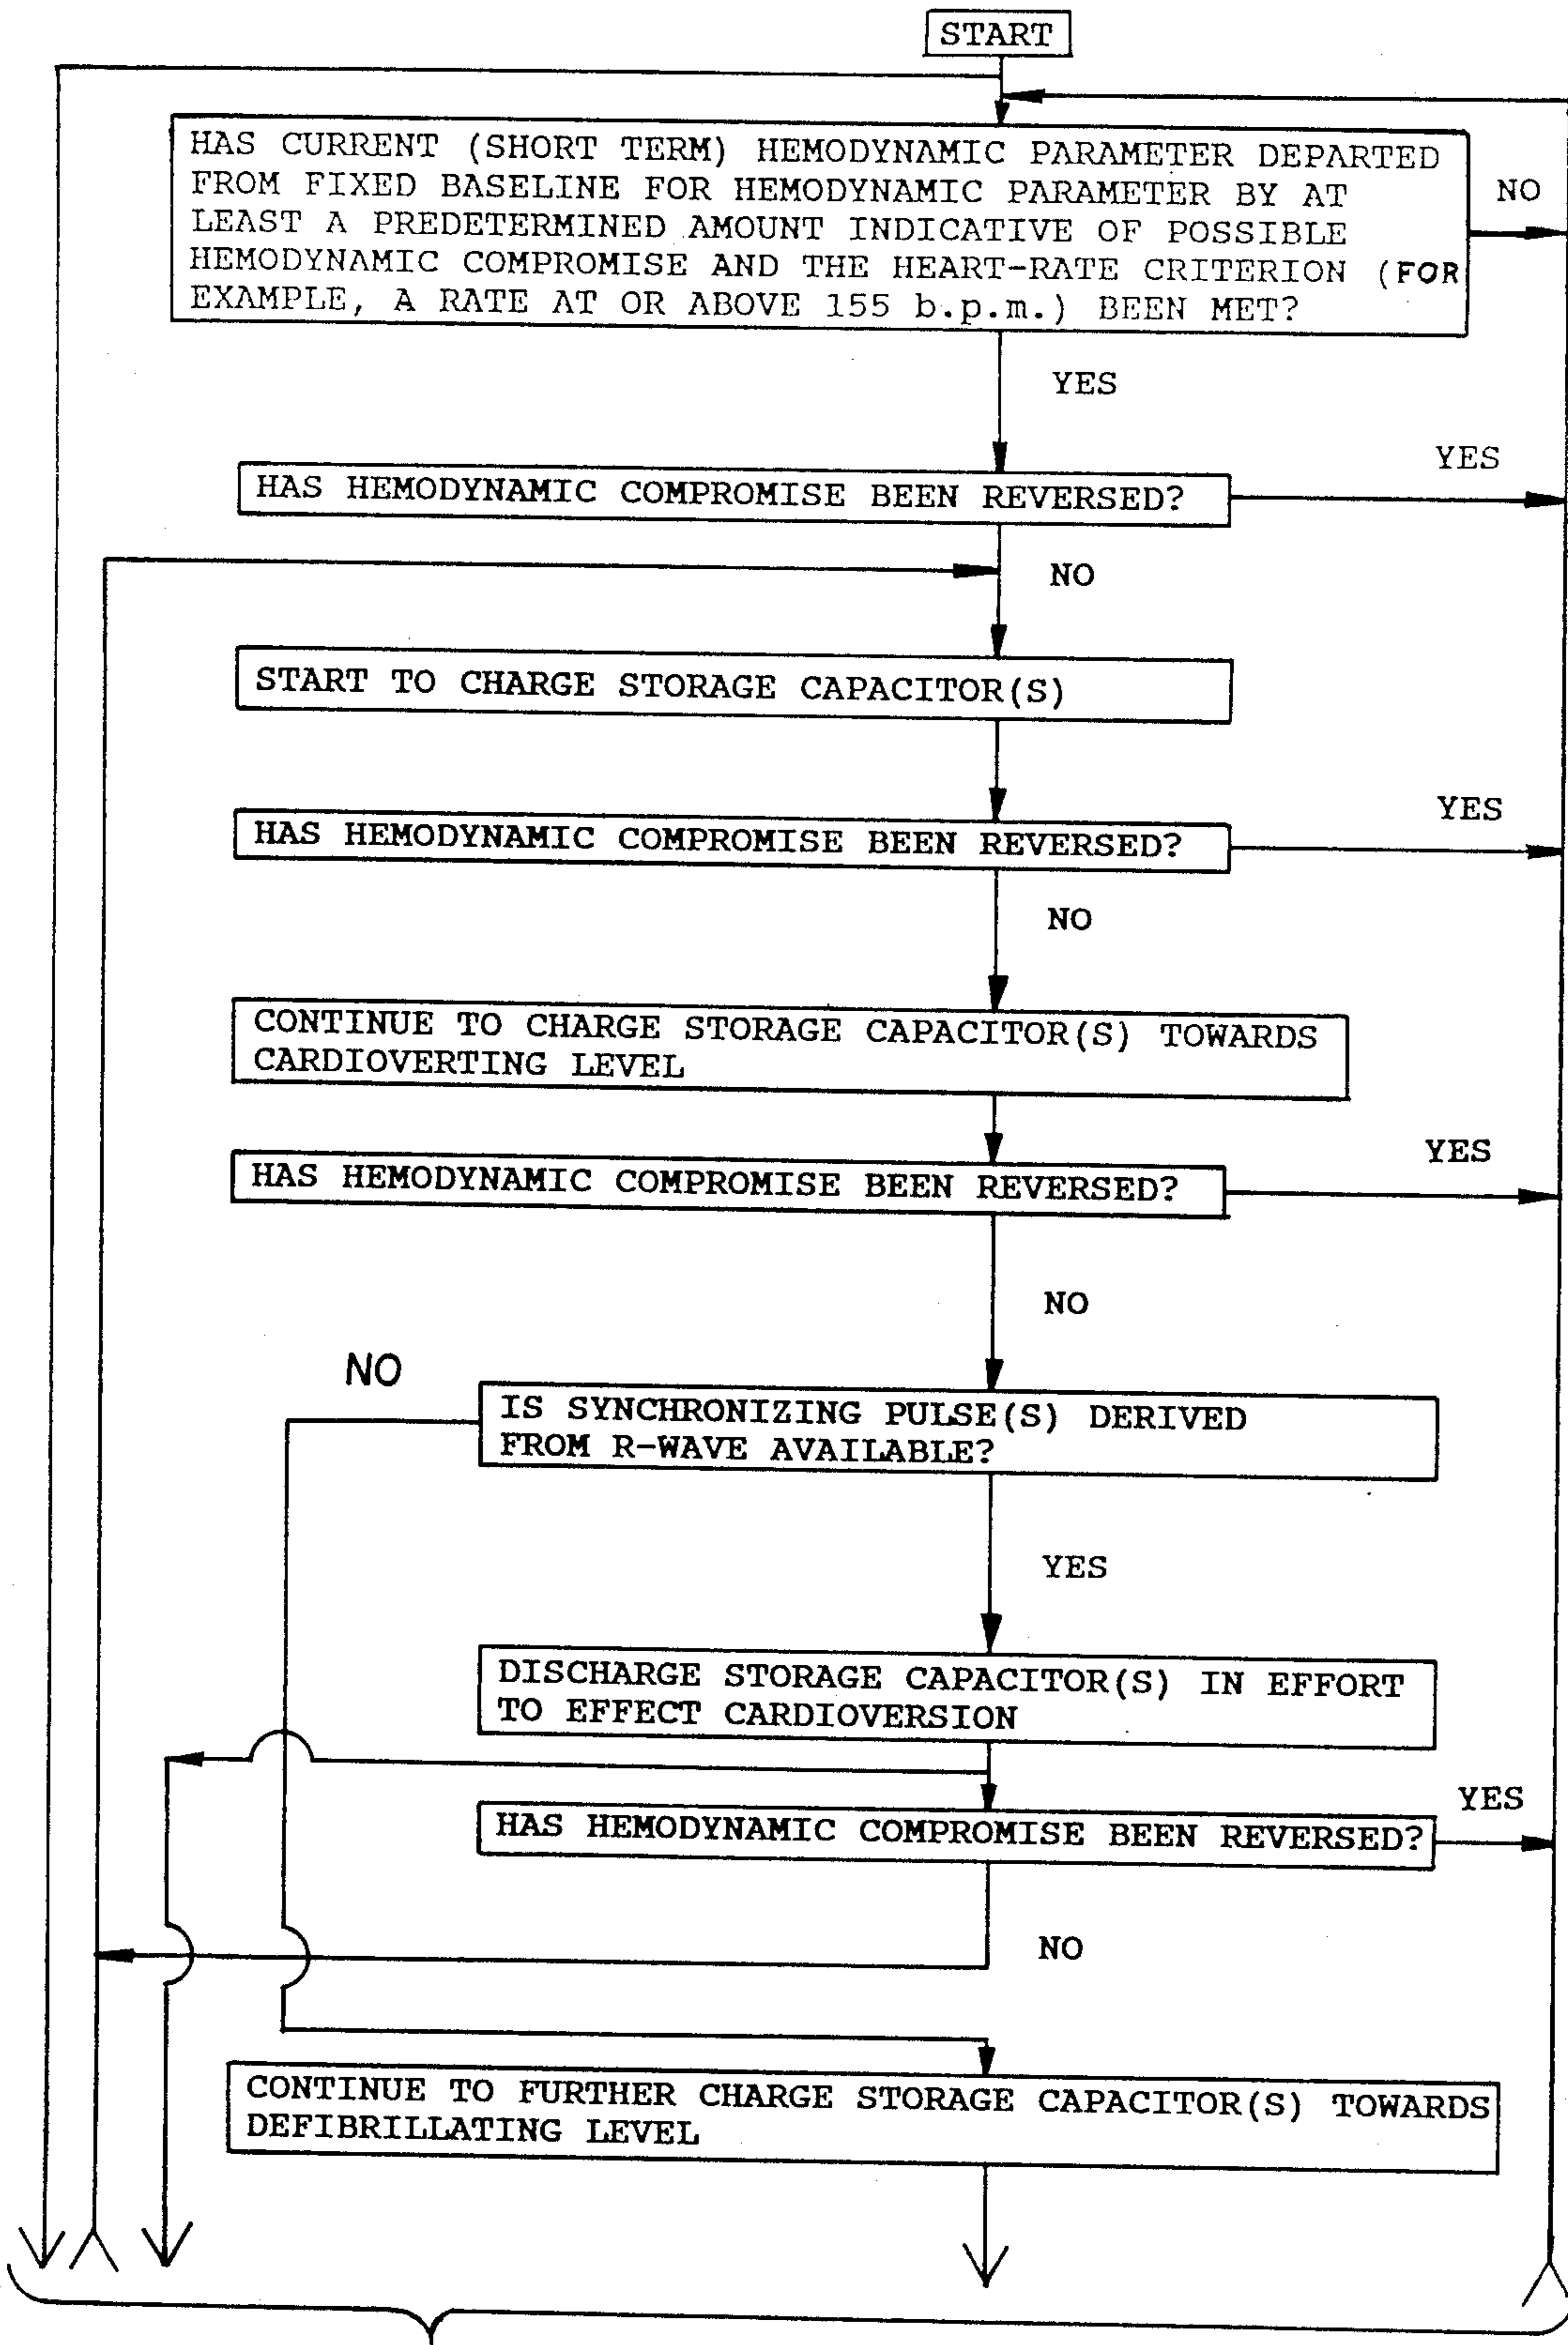 START
HAS CURRENT (SHORT TERM) HEMODYNAMIC PARAMETER DEPARTED
FROM FIXED BASELINE FOR HEMODYNAMIC PARAMETER BY AT
LEAST A PREDETERMINED AMOUNT INDICATIVE OF POSSIBLE
HEMODYNAMIC COMPROMISE AND THE HEART-RATE CRITERION (FOR
EXAMPLE, A RATE AT OR ABOVE 155 b.p.m.) BEEN MET?
NO
YES
HAS HEMODYNAMIC COMPROMISE BEEN REVERSED?
YES
NO
START TO CHARGE STORAGE CAPACITOR(S)
HAS HEMODYNAMIC COMPROMISE BEEN REVERSED?
YES
NO
CONTINUE TO CHARGE STORAGE CAPACITOR(S) TOWARDS
CARDIOVERTING LEVEL
HAS HEMODYNAMIC COMPROMISE BEEN REVERSED?
YES
NO
NO
IS SYNCHRONIZING PULSE(S) DERIVED
FROM R-WAVE AVAILABLE?
YES
DISCHARGE STORAGE CAPACITOR(S) IN EFFORT
TO EFFECT CARDIOVERSION
HAS HEMODYNAMIC COMPROMISE BEEN REVERSED?
YES
NO
CONTINUE TO FURTHER CHARGE STORAGE CAPACITOR(S) TOWARDS
DEFIBRILLATING LEVEL